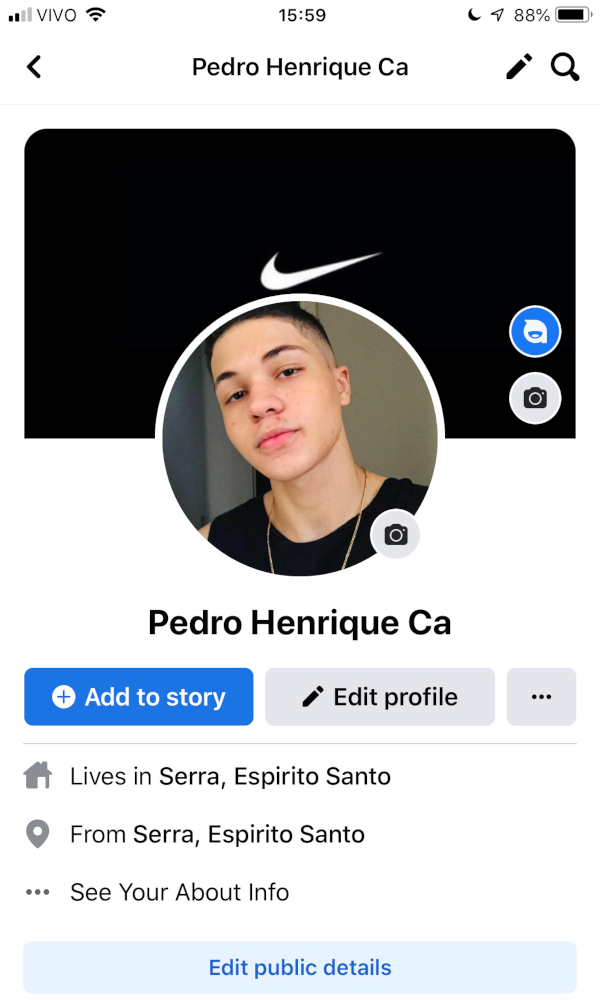 VIVO 15:59 88%
Pedro Henrique Ca
Pedro Henrique Ca
Add to story Edit profile
Lives in Serra, Espirito Santo
From Serra, Espirito Santo
See Your About Info
Edit public details